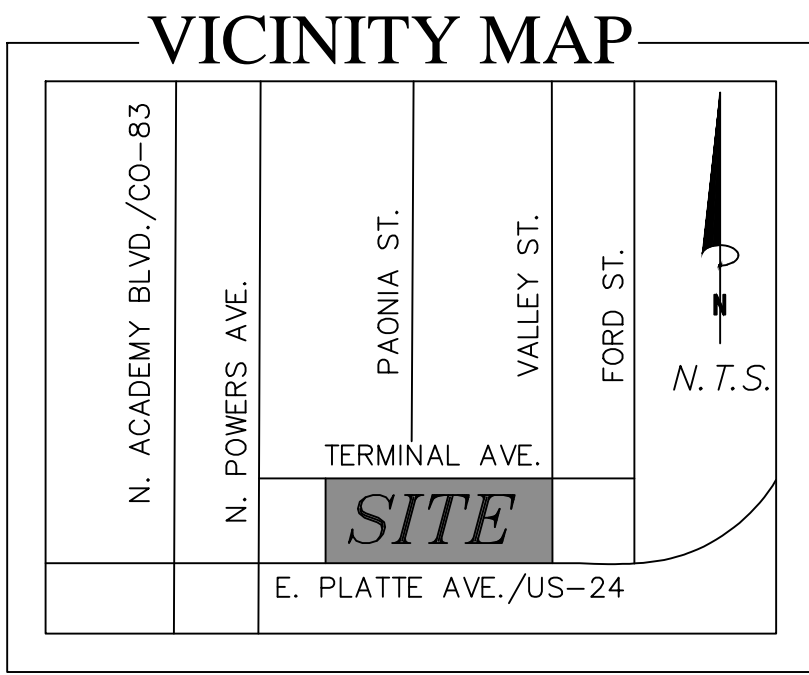 VICINITY MAP
N. ACADEMY BLVD./CO-83
N. POWERS AVE.
PAONIA ST.
VALLEY ST.
FORD ST.
N
N.T.S.
TERMINAL AVE.
SITE
E. PLATTE AVE./US-24